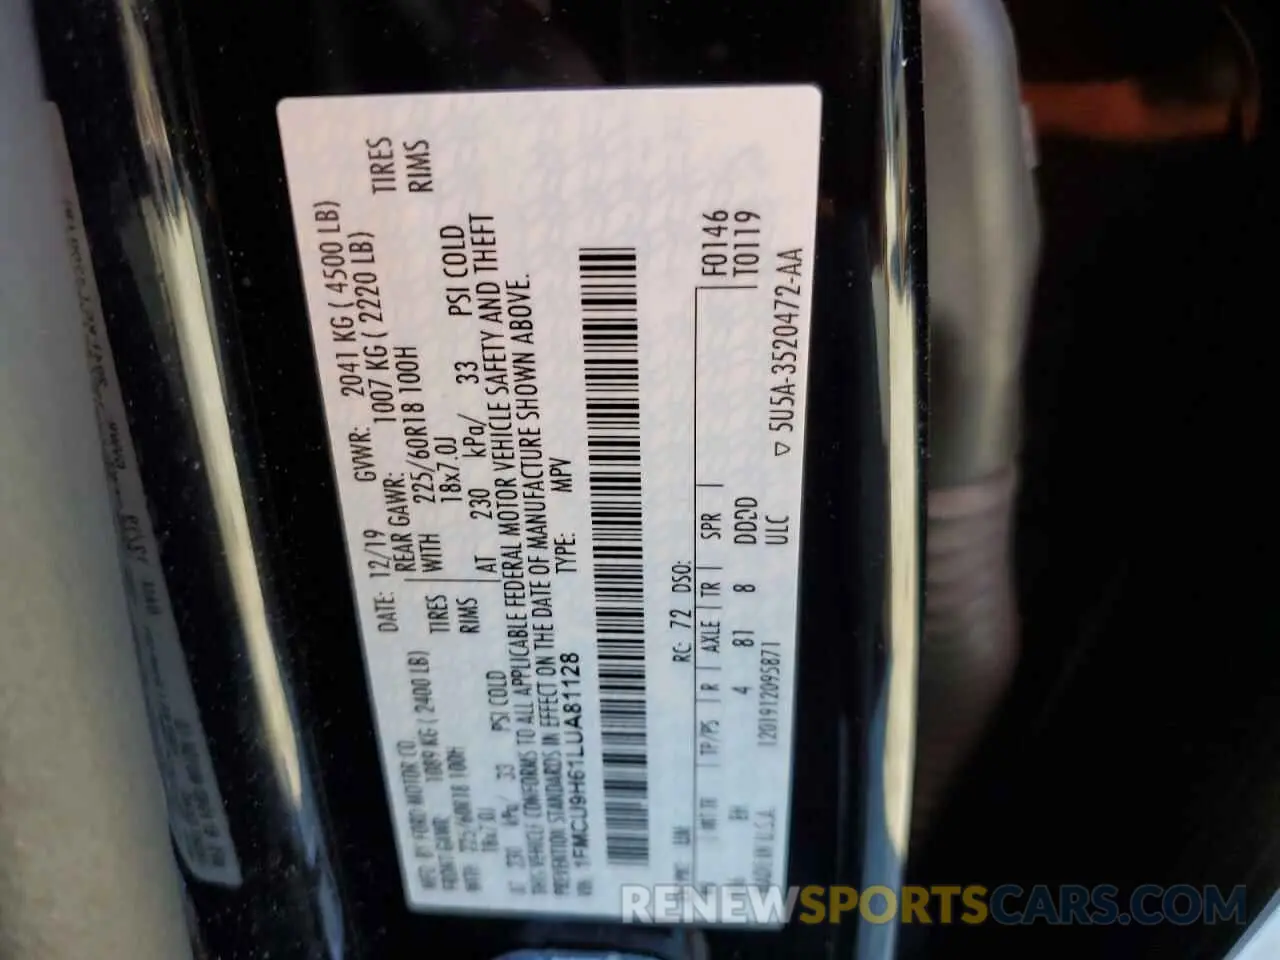 MFD. BY FORD MOTOR CO.
DATE: 12/19 GVWR: 2041 KG ( 4500 LB)
FRONT GAWR: 1089 KG ( 2400 LB) REAR GAWR: 1007 KG ( 2220 LB)
WITH 225/60R18 100H TIRES WITH 225/60R18 100H TIRES
18x7.0J RIMS 18x7.0J RIMS
AT 230 kPa/ 33 PSI COLD AT 230 kPa/ 33 PSI COLD
THIS VEHICLE CONFORMS TO ALL APPLICABLE FEDERAL MOTOR VEHICLE SAFETY AND THEFT
PREVENTION STANDARDS IN EFFECT ON THE DATE OF MANUFACTURE SHOWN ABOVE.
VIN: 1FMCU9H61LUA81128 TYPE: MPV
RC: 72 DSO:
F0146
INT TR | TP/PS | R | AXLE | TR | SPR | T0119
4 81 8 DDDD
MADE IN U.S.A. 1201912095871 ULC ▽ 5U5A-3520472-AA
RENEWSPORTSCARS.COM